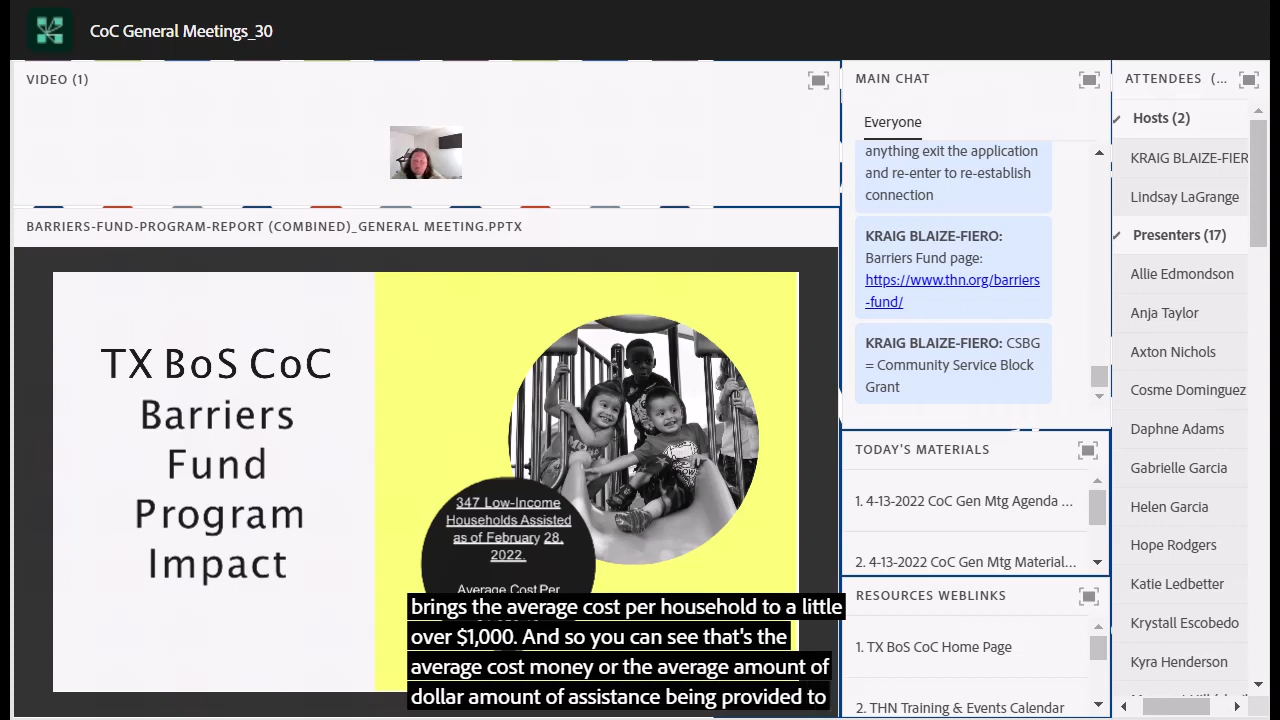 CoC General Meetings_30
VIDEO (1)
BARRIERS-FUND-PROGRAM-REPORT (COMBINED)_GENERAL MEETING.PPTX
TX BoS CoC
Barriers
Fund
Program
Impact
347 Low-Income
Households Assisted
as of February 28,
2022.
Average Cost Per
brings the average cost per household to a little
over $1,000. And so you can see that's the
average cost money or the average amount of
dollar amount of assistance being provided to
MAIN CHAT
Everyone
anything exit the application
and re-enter to re-establish
connection
KRAIG BLAIZE-FIERO:
Barriers Fund page:
https://www.thn.org/barriers
-fund/
KRAIG BLAIZE-FIERO: CSBG
= Community Service Block
Grant
TODAY'S MATERIALS
1. 4-13-2022 CoC Gen Mtg Agenda ...
2. 4-13-2022 CoC Gen Mtg Material...
RESOURCES WEBLINKS
1. TX BoS CoC Home Page
2. THN Training & Events Calendar
ATTENDEES (...
Hosts (2)
KRAIG BLAIZE-FIER
Lindsay LaGrange
Presenters (17)
Allie Edmondson
Anja Taylor
Axton Nichols
Cosme Dominguez
Daphne Adams
Gabrielle Garcia
Helen Garcia
Hope Rodgers
Katie Ledbetter
Krystall Escobedo
Kyra Henderson